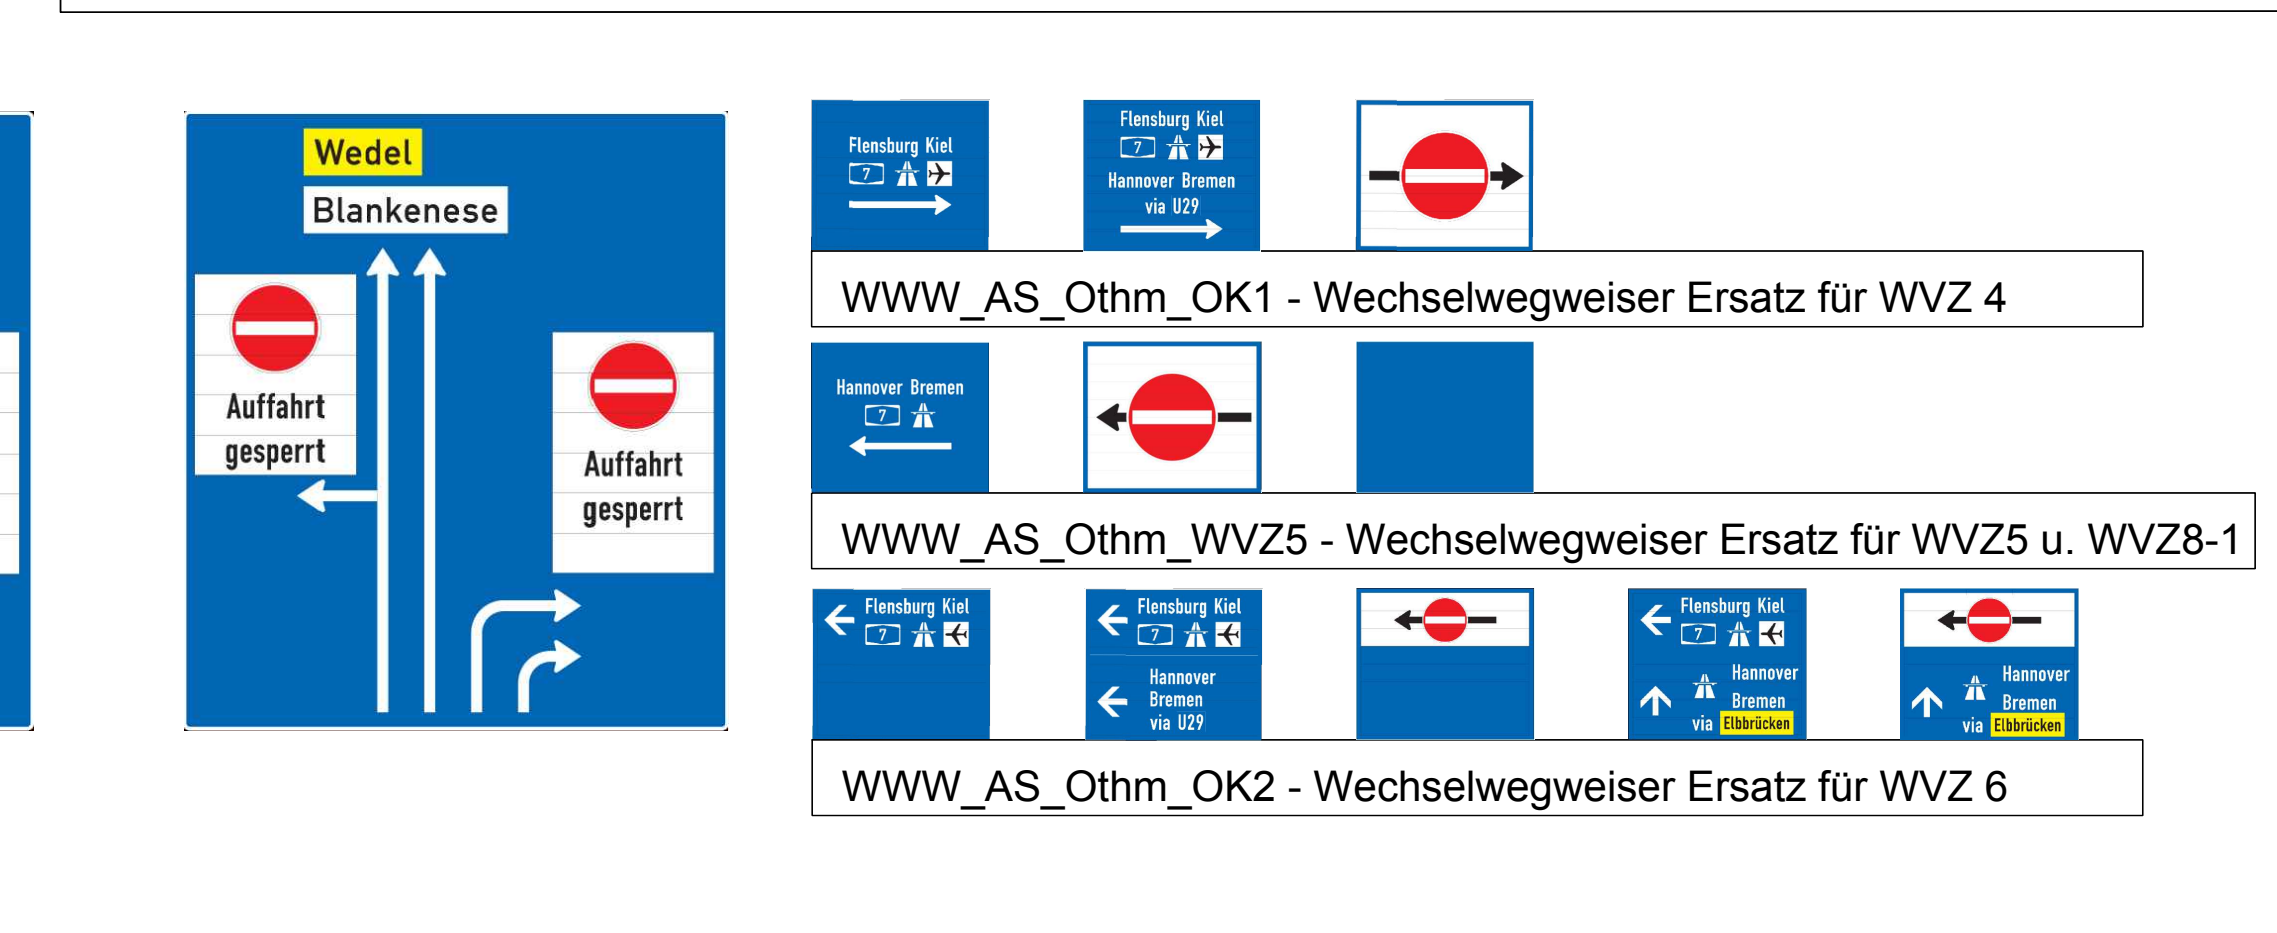 Wedel
Blankenese
Auffahrt
gesperrt
Auffahrt
gesperrt
Flensburg Kiel
7
Flensburg Kiel
7
Hannover Bremen
via U29
WWW_AS_Othm_OK1 - Wechselwegweiser Ersatz für WVZ 4
Hannover Bremen
7
WWW_AS_Othm_WVZ5 - Wechselwegweiser Ersatz für WVZ5 u. WVZ8-1
Flensburg Kiel
7
Flensburg Kiel
7
Hannover
Bremen
via U29
Flensburg Kiel
7
Hannover
Bremen
via Elbbrücken
Hannover
Bremen
via Elbbrücken
WWW_AS_Othm_OK2 - Wechselwegweiser Ersatz für WVZ 6